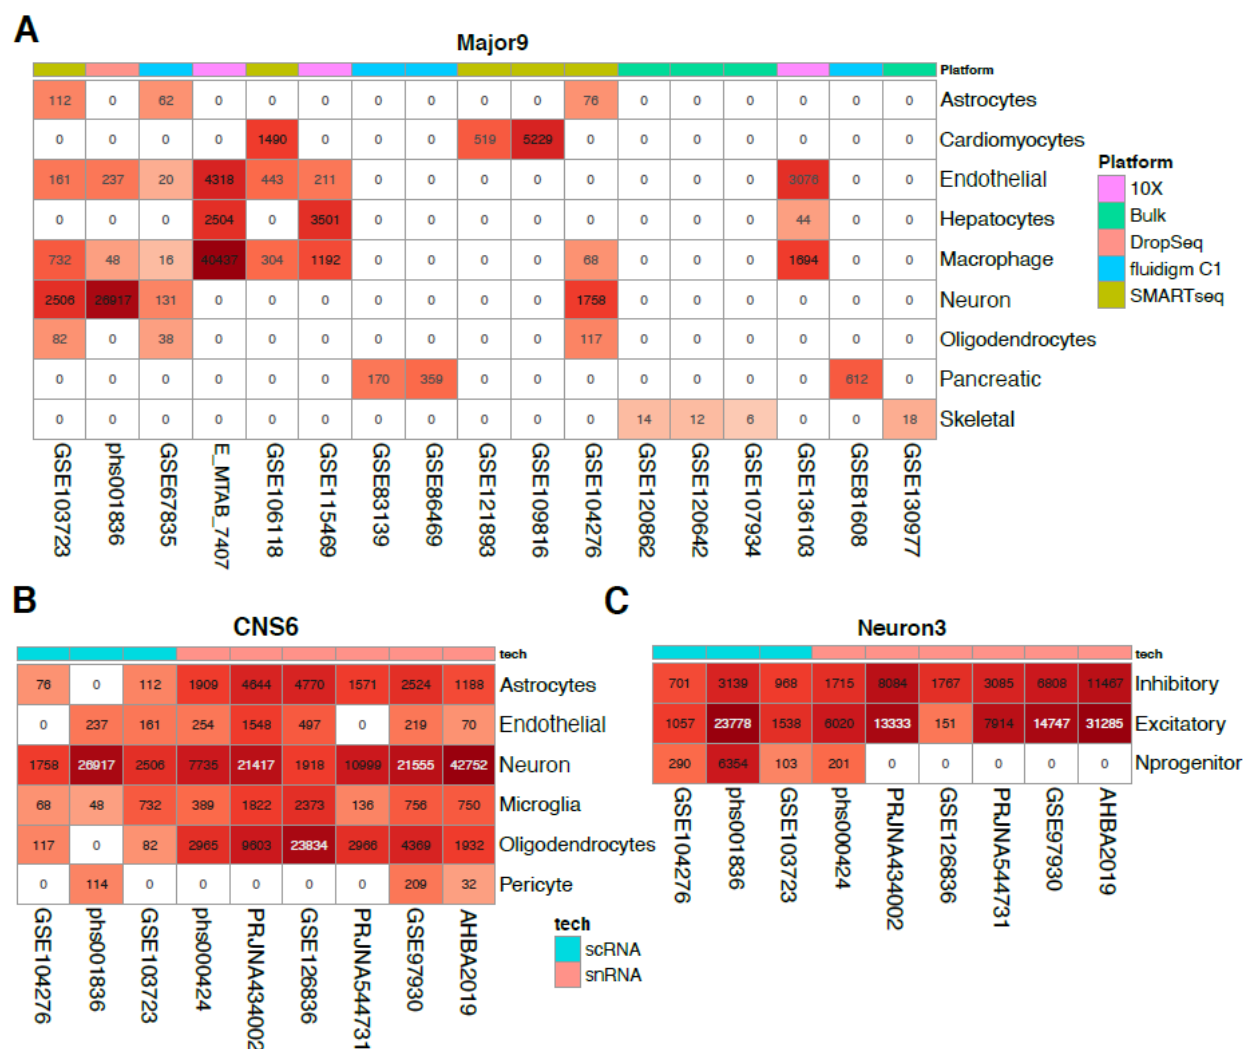 A
Major9
Platform
112 0 62 0 0 0 0 0 0 0 76 0 0 0 0 0 0 Astrocytes
0 0 0 0 1490 0 0 0 519 5229 0 0 0 0 0 0 0 Cardiomyocytes
161 237 20 4318 443 211 0 0 0 0 0 0 0 0 3076 0 0 Endothelial
0 0 0 2504 0 3501 0 0 0 0 0 0 0 0 44 0 0 Hepatocytes
732 48 16 40437 304 1192 0 0 0 0 68 0 0 0 1694 0 0 Macrophage
2506 26917 131 0 0 0 0 0 0 0 1758 0 0 0 0 0 0 Neuron
82 0 38 0 0 0 0 0 0 0 117 0 0 0 0 0 0 Oligodendrocytes
0 0 0 0 0 0 170 359 0 0 0 0 0 0 0 612 0 Pancreatic
0 0 0 0 0 0 0 0 0 0 0 14 12 6 0 0 18 Skeletal
GSE103723
phs001836
GSE67835
E_MTAB_7407
GSE106118
GSE115469
GSE83139
GSE86469
GSE121893
GSE109816
GSE104276
GSE120862
GSE120642
GSE107934
GSE136103
GSE81608
GSE130977
Platform
10X
Bulk
DropSeq
fluidigm C1
SMARTseq
B
CNS6
tech
76 0 112 1909 4644 4770 1571 2524 1188 Astrocytes
0 237 161 254 1548 497 0 219 70 Endothelial
1758 26917 2506 7735 21417 1918 10999 21555 42752 Neuron
68 48 732 389 1822 2373 136 756 750 Microglia
117 0 82 2965 9603 23834 2966 4369 1932 Oligodendrocytes
0 114 0 0 0 0 0 209 32 Pericyte
GSE104276
phs001836
GSE103723
phs000424
PRJNA434002
GSE126836
PRJNA544731
GSE97930
AHBA2019
tech
scRNA
snRNA
C
Neuron3
tech
701 3139 968 1715 8084 1767 3085 6808 11467 Inhibitory
1057 23778 1538 6020 13333 151 7914 14747 31285 Excitatory
290 6354 103 201 0 0 0 0 0 Nprogenitor
GSE104276
phs001836
GSE103723
phs000424
PRJNA434002
GSE126836
PRJNA544731
GSE97930
AHBA2019